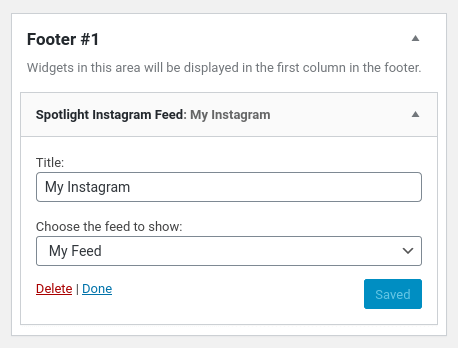 Footer #1
Widgets in this area will be displayed in the first column in the footer.
Spotlight Instagram Feed: My Instagram
Title:
My Instagram
Choose the feed to show:
My Feed
Delete | Done
Saved